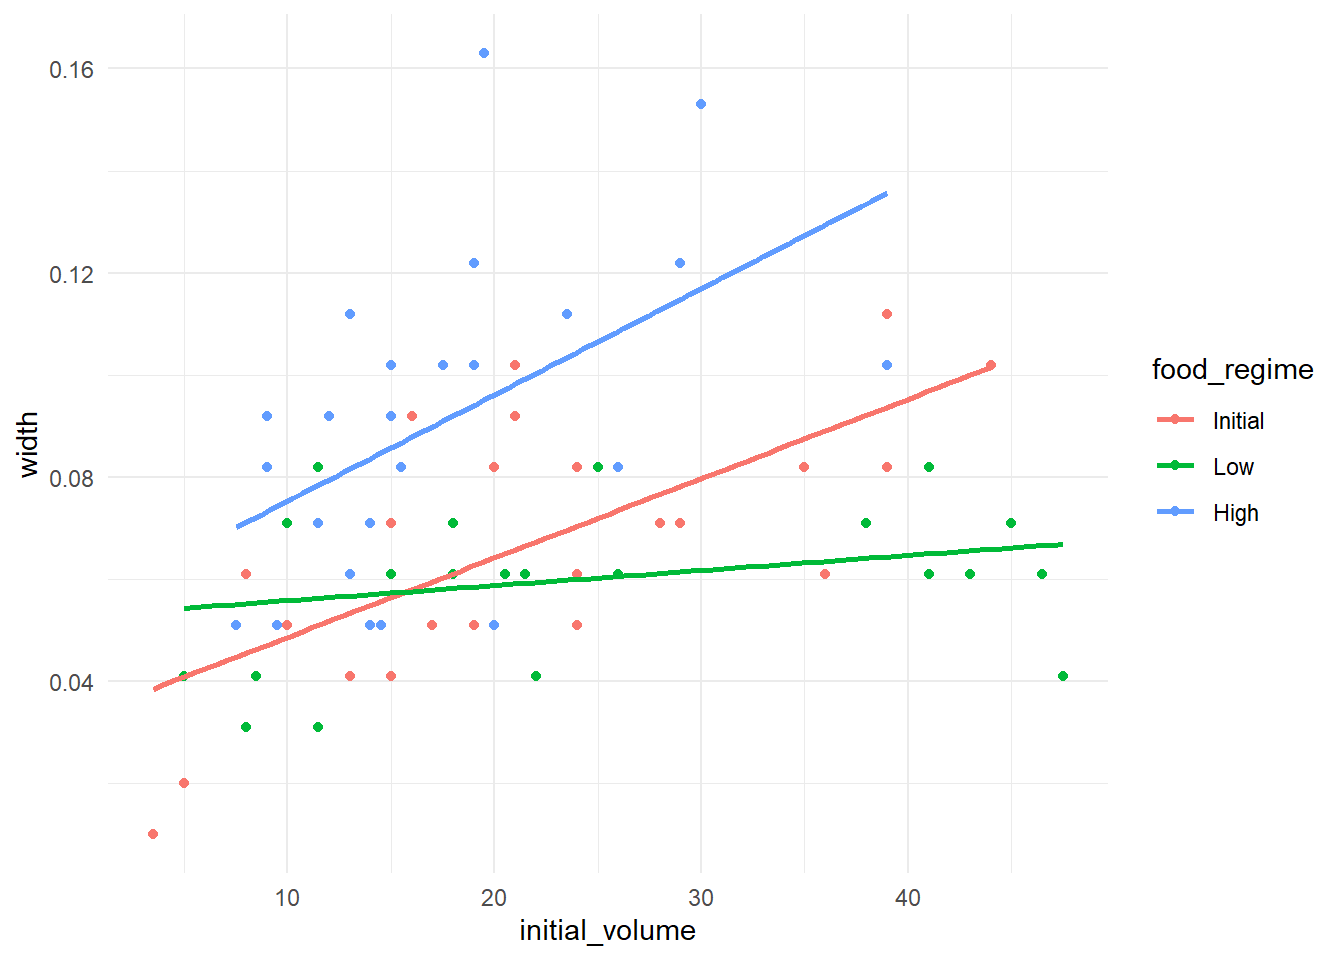 0.16
0.12
0.08
0.04
width
10 20 30 40
initial_volume
food_regime
Initial
Low
High